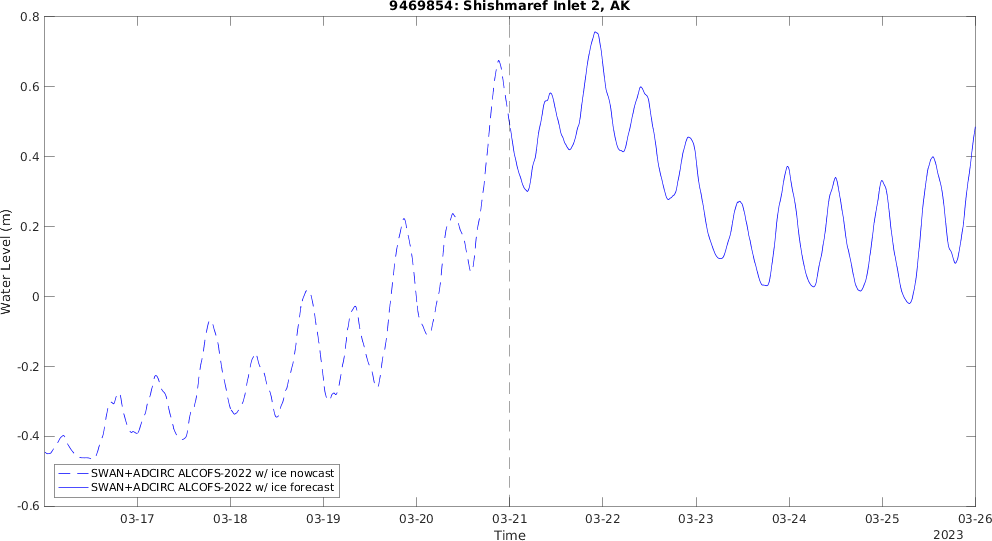 9469854: Shishmaref Inlet 2, AK
Water Level (m)
0.8
0.6
0.4
0.2
0
-0.2
-0.4
-0.6
SWAN+ADCIRC ALCOFS-2022 w/ ice nowcast
SWAN+ADCIRC ALCOFS-2022 w/ ice forecast
03-17 03-18 03-19 03-20 03-21 03-22 03-23 03-24 03-25 03-26
Time
2023